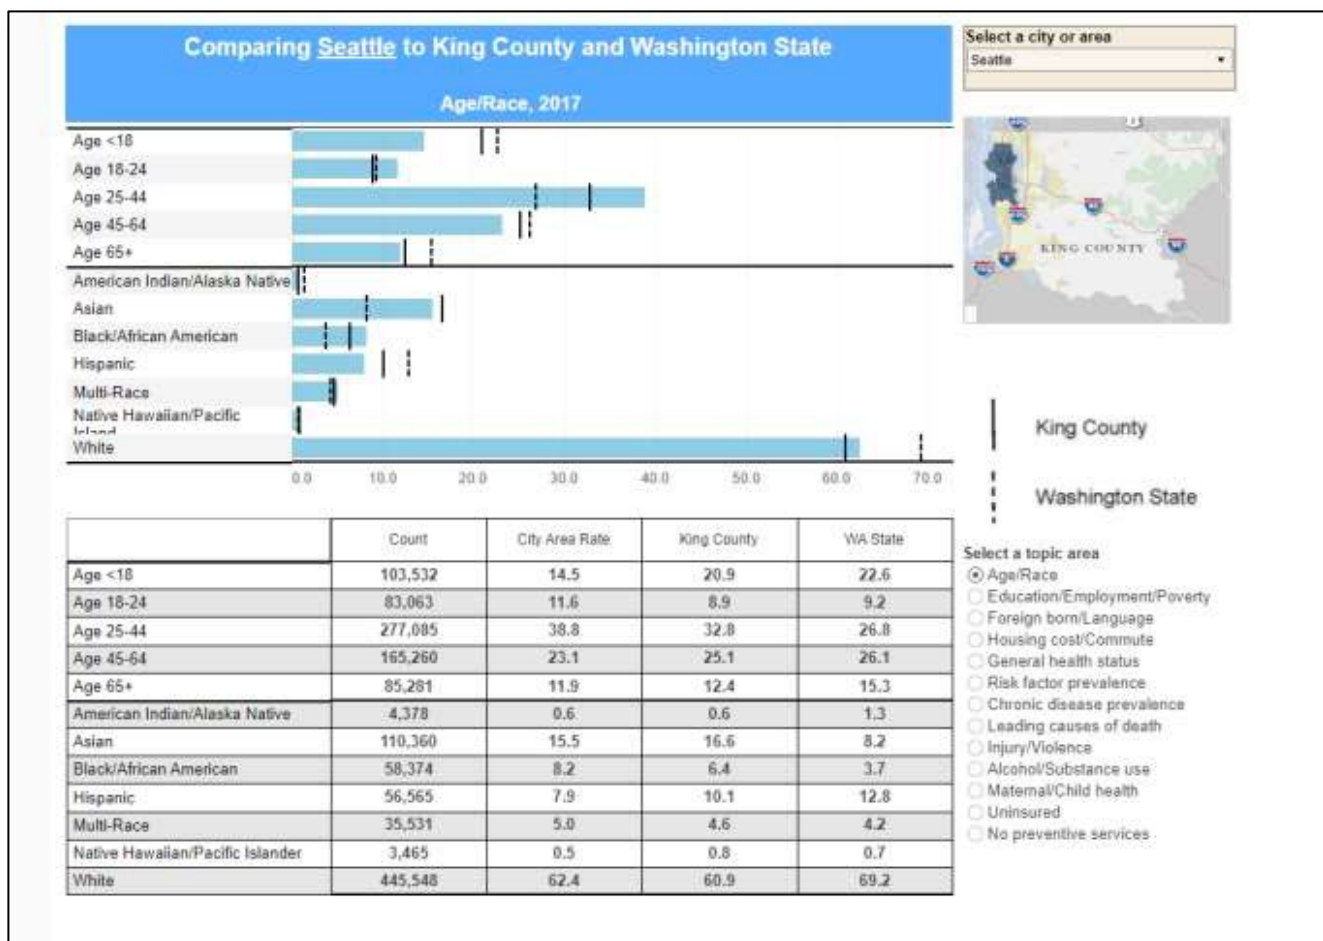 Comparing Seattle to King County and Washington State
Age/Race, 2017
Select a city or area
Seattle
Age <18
Age 18-24
Age 25-44
Age 45-64
Age 65+
American Indian/Alaska Native
Asian
Black/African American
Hispanic
Multi-Race
Native Hawaiian/Pacific
White
0.0 10.0 20.0 30.0 40.0 50.0 60.0 70.0
KING COUNTY
King County
Washington State
Count City Area Rate King County WA State
Age <18 103,532 14.5 20.9 22.6
Age 18-24 83,063 11.6 8.9 9.2
Age 25-44 277,085 38.8 32.8 26.8
Age 45-64 165,260 23.1 25.1 26.1
Age 65+ 85,281 11.9 12.4 15.3
American Indian/Alaska Native 4,378 0.6 0.6 1.3
Asian 110,360 15.5 16.6 8.2
Black/African American 58,374 8.2 6.4 3.7
Hispanic 56,565 7.9 10.1 12.8
Multi-Race 35,531 5.0 4.6 4.2
Native Hawaiian/Pacific Islander 3,465 0.5 0.8 0.7
White 445,548 62.4 60.9 69.2
Select a topic area
Age/Race
Education/Employment/Poverty
Foreign born/Language
Housing cost/Commute
General health status
Risk factor prevalence
Chronic disease prevalence
Leading causes of death
Injury/Violence
Alcohol/Substance use
Maternal/Child health
Uninsured
No preventive services